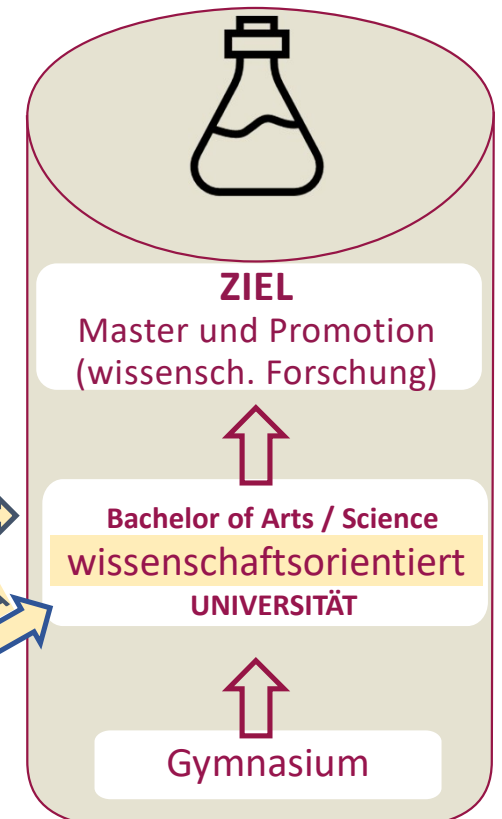 ZIEL
Master und Promotion
(wissensch. Forschung)
Bachelor of Arts / Science
wissenschaftsorientiert
UNIVERSITÄT
Gymnasium